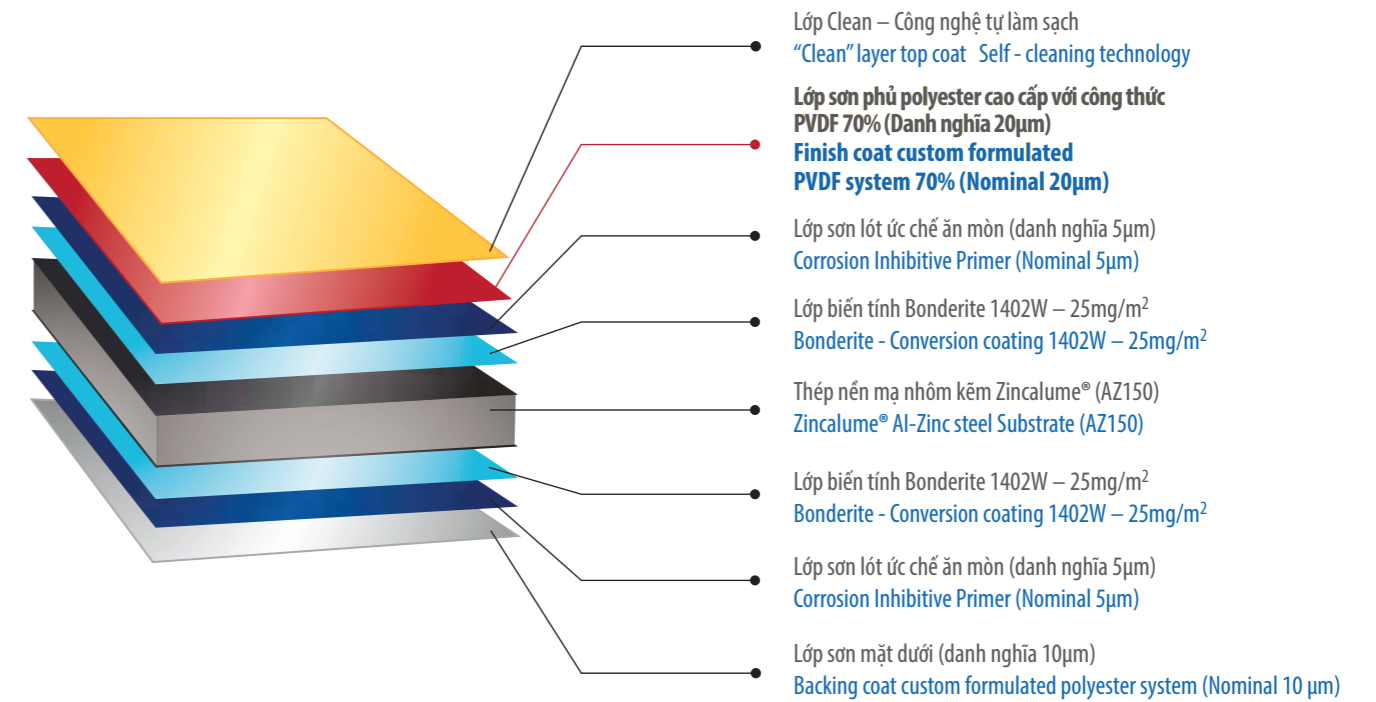 Lớp Clean – Công nghệ tự làm sạch
“Clean” layer top coat Self - cleaning technology
Lớp sơn phủ polyester cao cấp với công thức
PVDF 70% (Danh nghĩa 20μm)
Finish coat custom formulated
PVDF system 70% (Nominal 20μm)
Lớp sơn lót ức chế ăn mòn (danh nghĩa 5μm)
Corrosion Inhibitive Primer (Nominal 5μm)
Lớp biến tính Bonderite 1402W – 25mg/m²
Bonderite - Conversion coating 1402W – 25mg/m²
Thép nền mạ nhôm kẽm Zincalume® (AZ150)
Zincalume® Al-Zinc steel Substrate (AZ150)
Lớp biến tính Bonderite 1402W – 25mg/m²
Bonderite - Conversion coating 1402W – 25mg/m²
Lớp sơn lót ức chế ăn mòn (danh nghĩa 5μm)
Corrosion Inhibitive Primer (Nominal 5μm)
Lớp sơn mặt dưới (danh nghĩa 10μm)
Backing coat custom formulated polyester system (Nominal 10 μm)